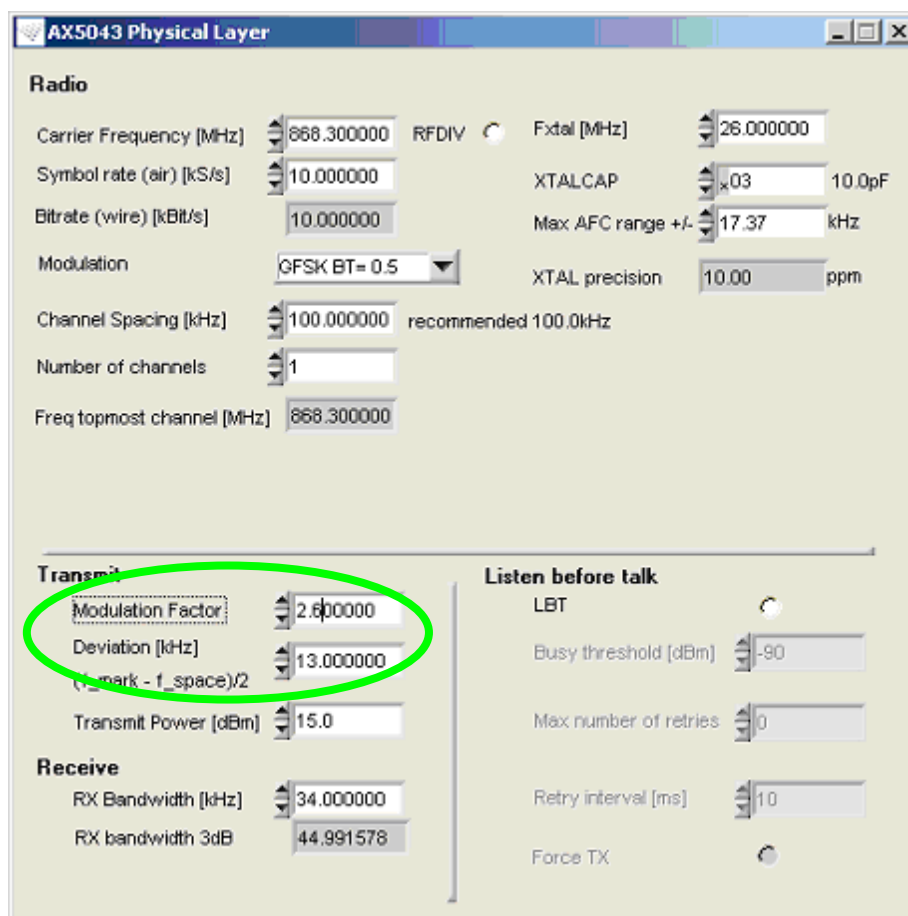 AX5043 Physical Layer
Radio
Carrier Frequency [MHz] 868.300000 RFDIV Fxtal [MHz] 26.000000
Symbol rate (air) [kS/s] 10.000000 XTALCAP x03 10.0pF
Bitrate (wire) [kBit/s] 10.000000 Max AFC range +/- 17.37 kHz
Modulation GFSK BT= 0.5 XTAL precision 10.00 ppm
Channel Spacing [kHz] 100.000000 recommended 100.0kHz
Number of channels 1
Freq topmost channel [MHz] 868.300000
Transmit Listen before talk
Modulation Factor 2.600000 LBT
Deviation [kHz] 13.000000 Busy threshold [dBm] -90
(f_mark - f_space)/2
Transmit Power [dBm] 15.0 Max number of retries 0
Receive
RX Bandwidth [kHz] 34.000000 Retry interval [ms] 10
RX bandwidth 3dB 44.991578 Force TX